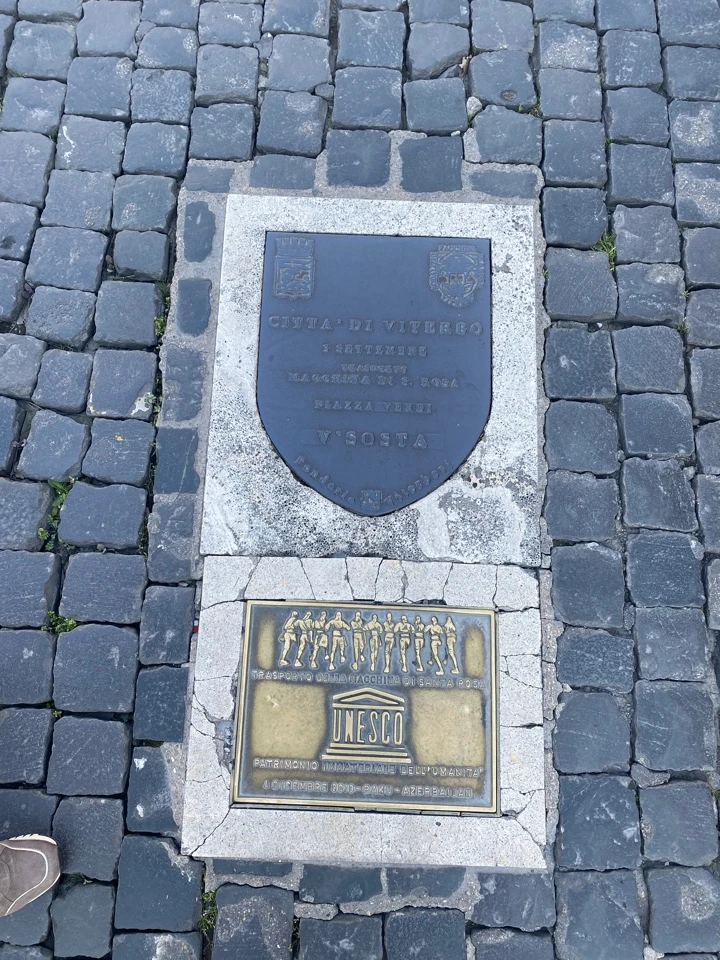 CITTA' DI VITERBO
3 SETTEMBRE
TRASPORTO
MACCHINA DI S. ROSA
PIAZZA VERDI
V° SOSTA
TRASPORTO DELLA MACCHINA DI SANTA ROSA
UNESCO
PATRIMONIO IMMATERIALE DELL'UMANITA'
4 DICEMBRE 2013 - BAKU - AZERBAIJAN